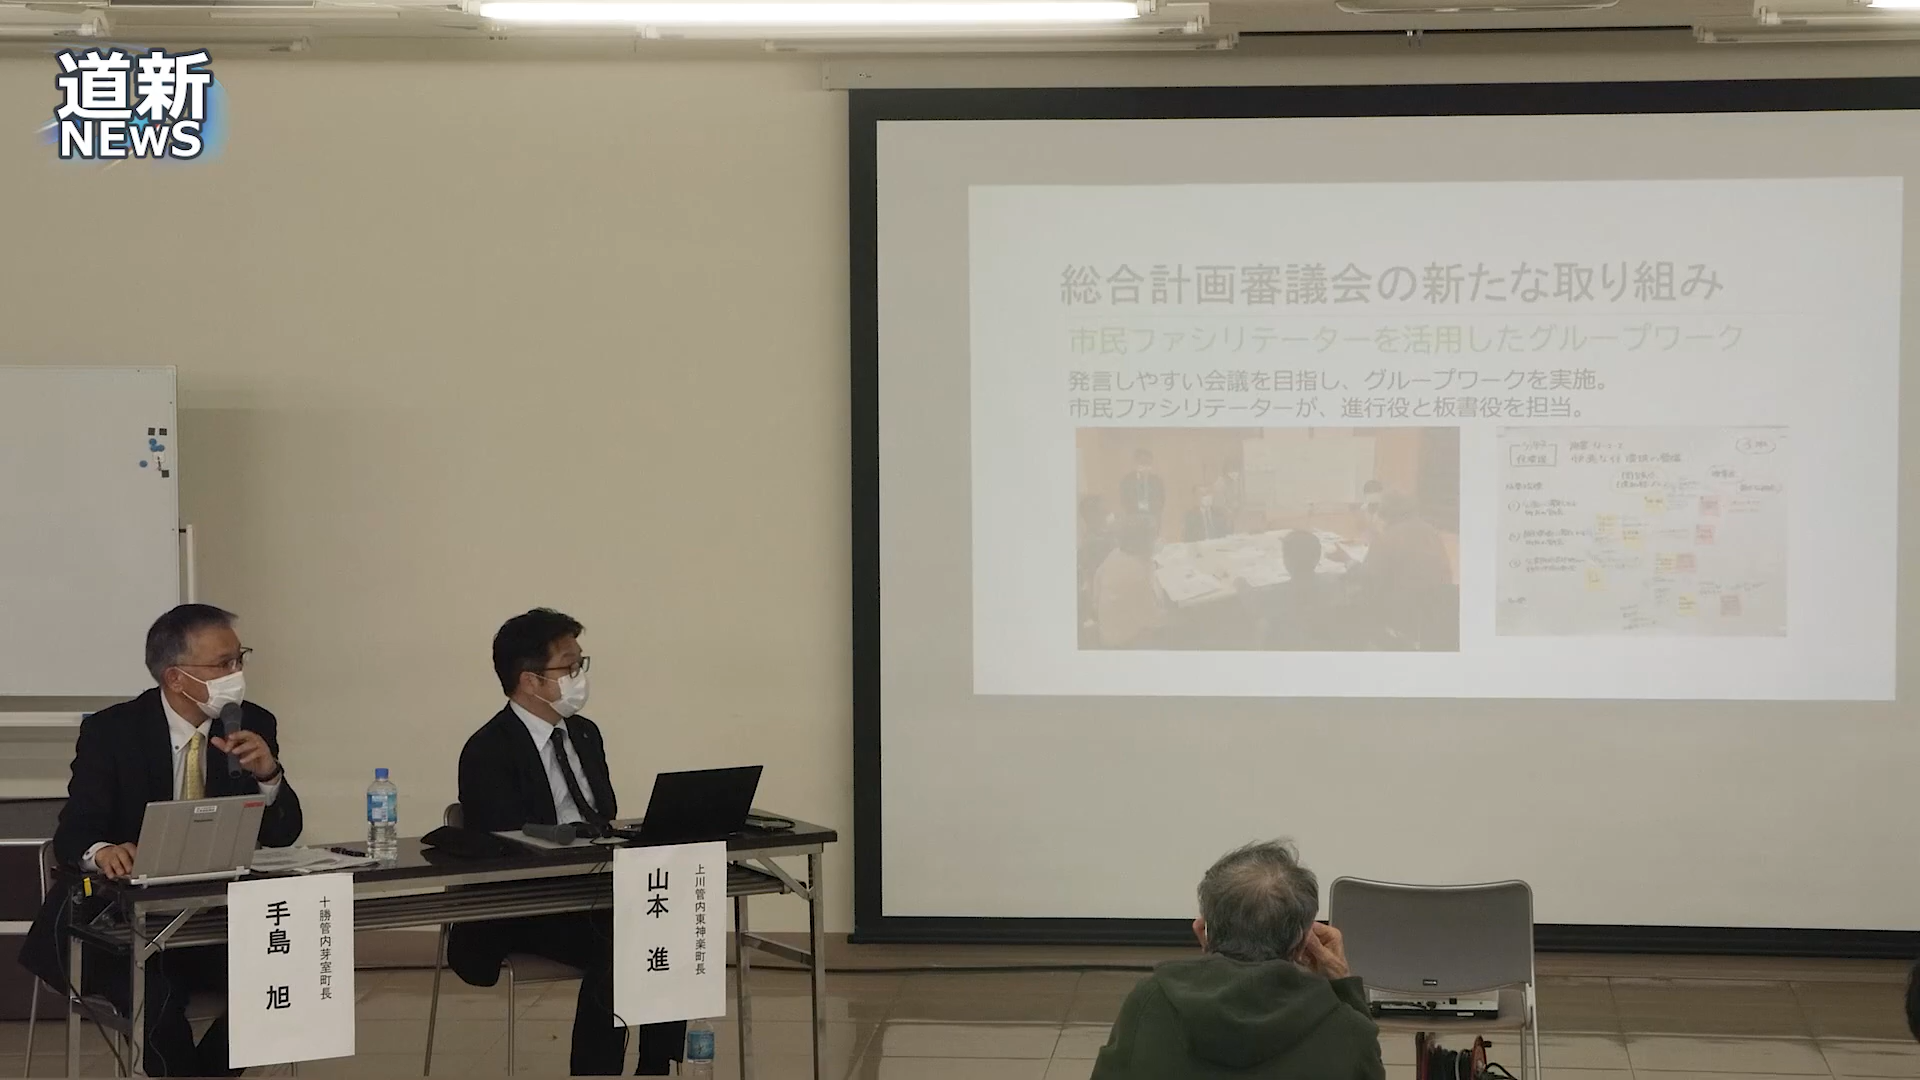 道新
NEWS
総合計画審議会の新たな取り組み
市民ファシリテーターを活用したグループワーク
発言しやすい会議を目指し、グループワークを実施。
市民ファシリテーターが、進行役と板書役を担当。
十勝管内芽室町長
手島 旭
上川管内東神楽町長
山本 進